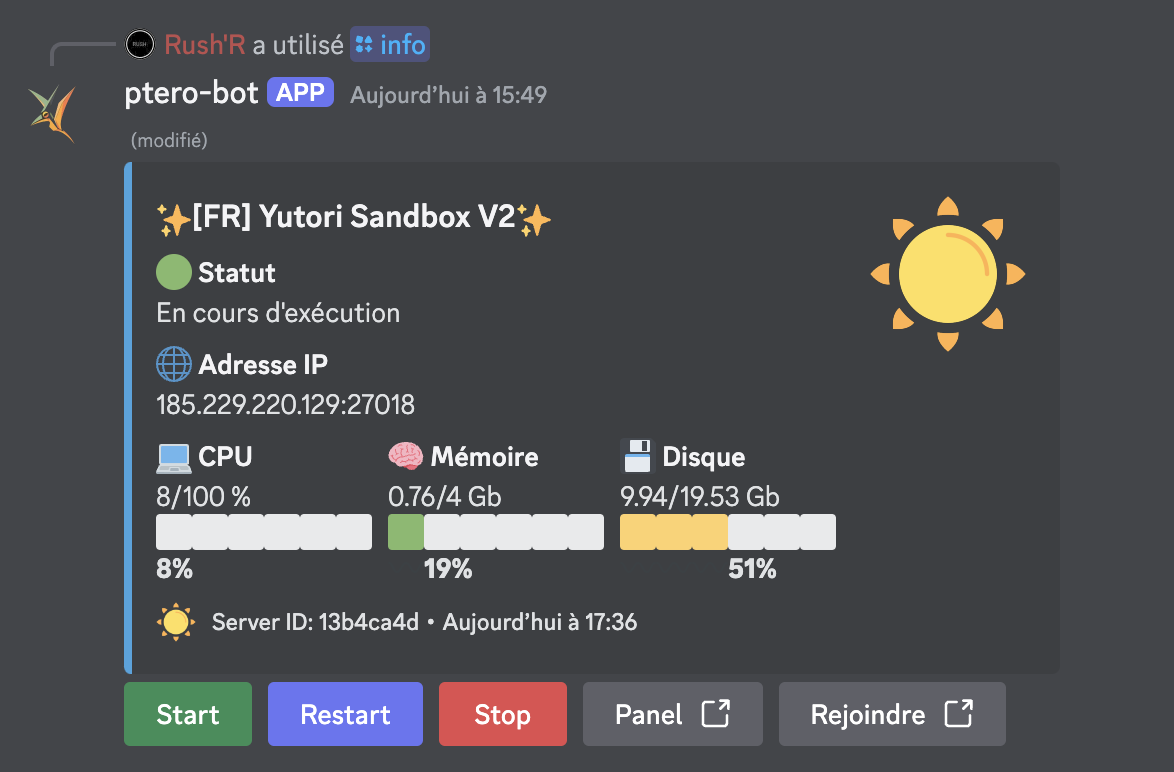 Rush'R a utilisé info
ptero-bot APP Aujourd’hui à 15:49
(modifié)
✨[FR] Yutori Sandbox V2✨
Statut
En cours d'exécution
Adresse IP
185.229.220.129:27018
CPU Mémoire Disque
8/100 % 0.76/4 Gb 9.94/19.53 Gb
8% 19% 51%
Server ID: 13b4ca4d • Aujourd’hui à 17:36
Start Restart Stop Panel Rejoindre